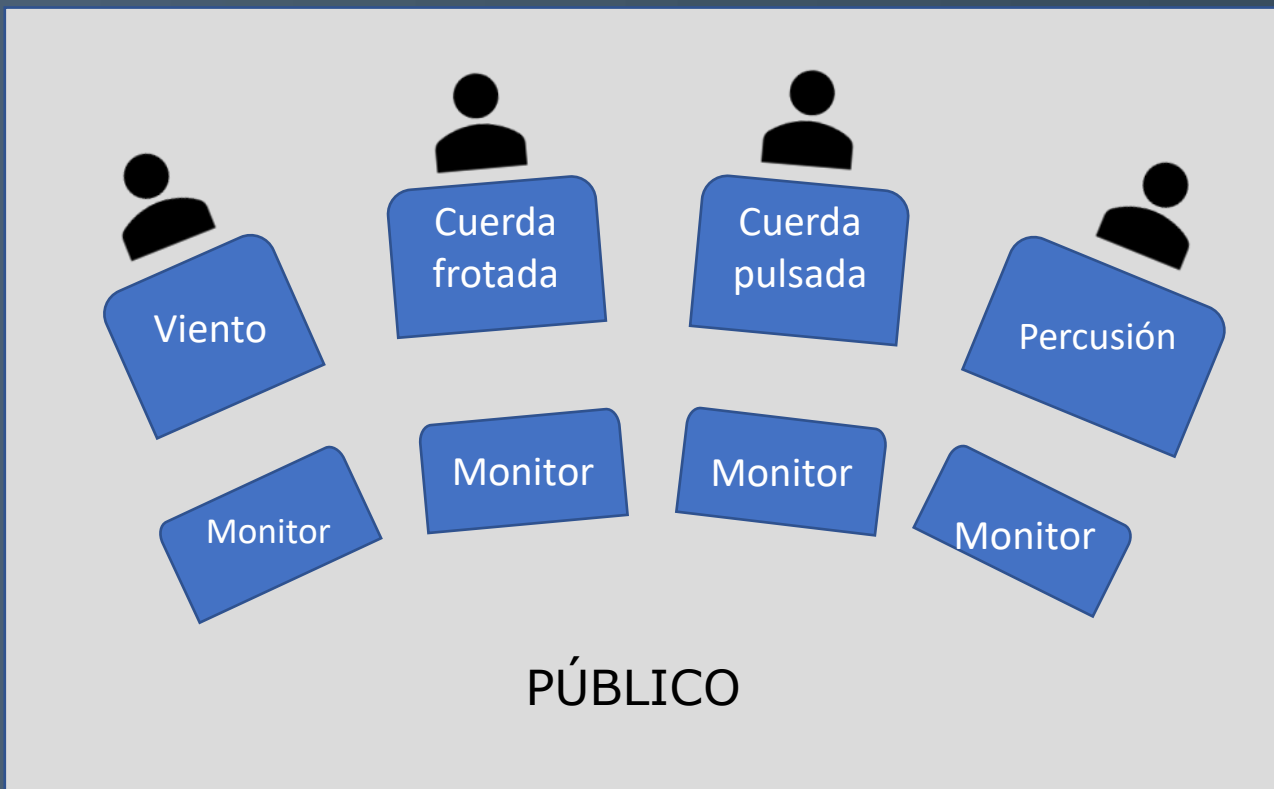 Viento
Cuerda
frotada
Cuerda
pulsada
Percusión
Monitor
Monitor
Monitor
Monitor
PÚBLICO